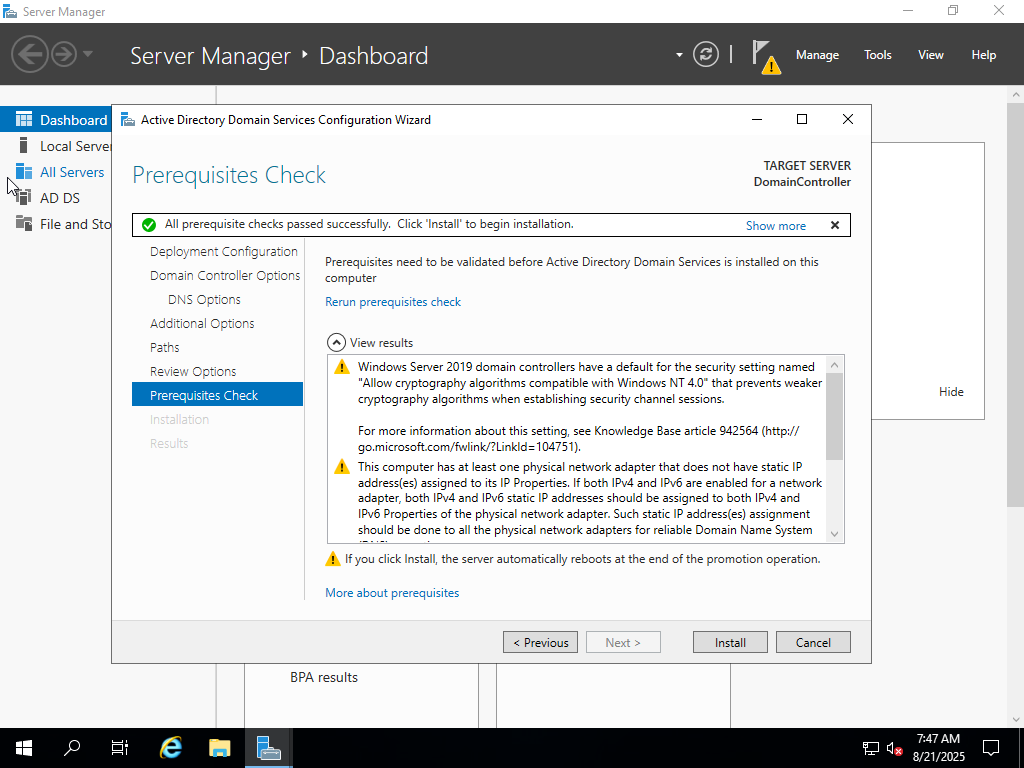 Server Manager
Server Manager ‣ Dashboard
Manage Tools View Help
Dashboard
Local Server
All Servers
AD DS
File and Sto
Active Directory Domain Services Configuration Wizard
Prerequisites Check
TARGET SERVER
DomainController
All prerequisite checks passed successfully. Click 'Install' to begin installation.
Show more
Deployment Configuration
Domain Controller Options
DNS Options
Additional Options
Paths
Review Options
Prerequisites Check
Installation
Results
Prerequisites need to be validated before Active Directory Domain Services is installed on this
computer
Rerun prerequisites check
View results
Windows Server 2019 domain controllers have a default for the security setting named
"Allow cryptography algorithms compatible with Windows NT 4.0" that prevents weaker
cryptography algorithms when establishing security channel sessions.
For more information about this setting, see Knowledge Base article 942564 (http://
go.microsoft.com/fwlink/?LinkId=104751).
This computer has at least one physical network adapter that does not have static IP
address(es) assigned to its IP Properties. If both IPv4 and IPv6 are enabled for a network
adapter, both IPv4 and IPv6 static IP addresses should be assigned to both IPv4 and
IPv6 Properties of the physical network adapter. Such static IP address(es) assignment
should be done to all the physical network adapters for reliable Domain Name System
If you click Install, the server automatically reboots at the end of the promotion operation.
More about prerequisites
< Previous
Next >
Install
Cancel
Hide
BPA results
7:47 AM
8/21/2025